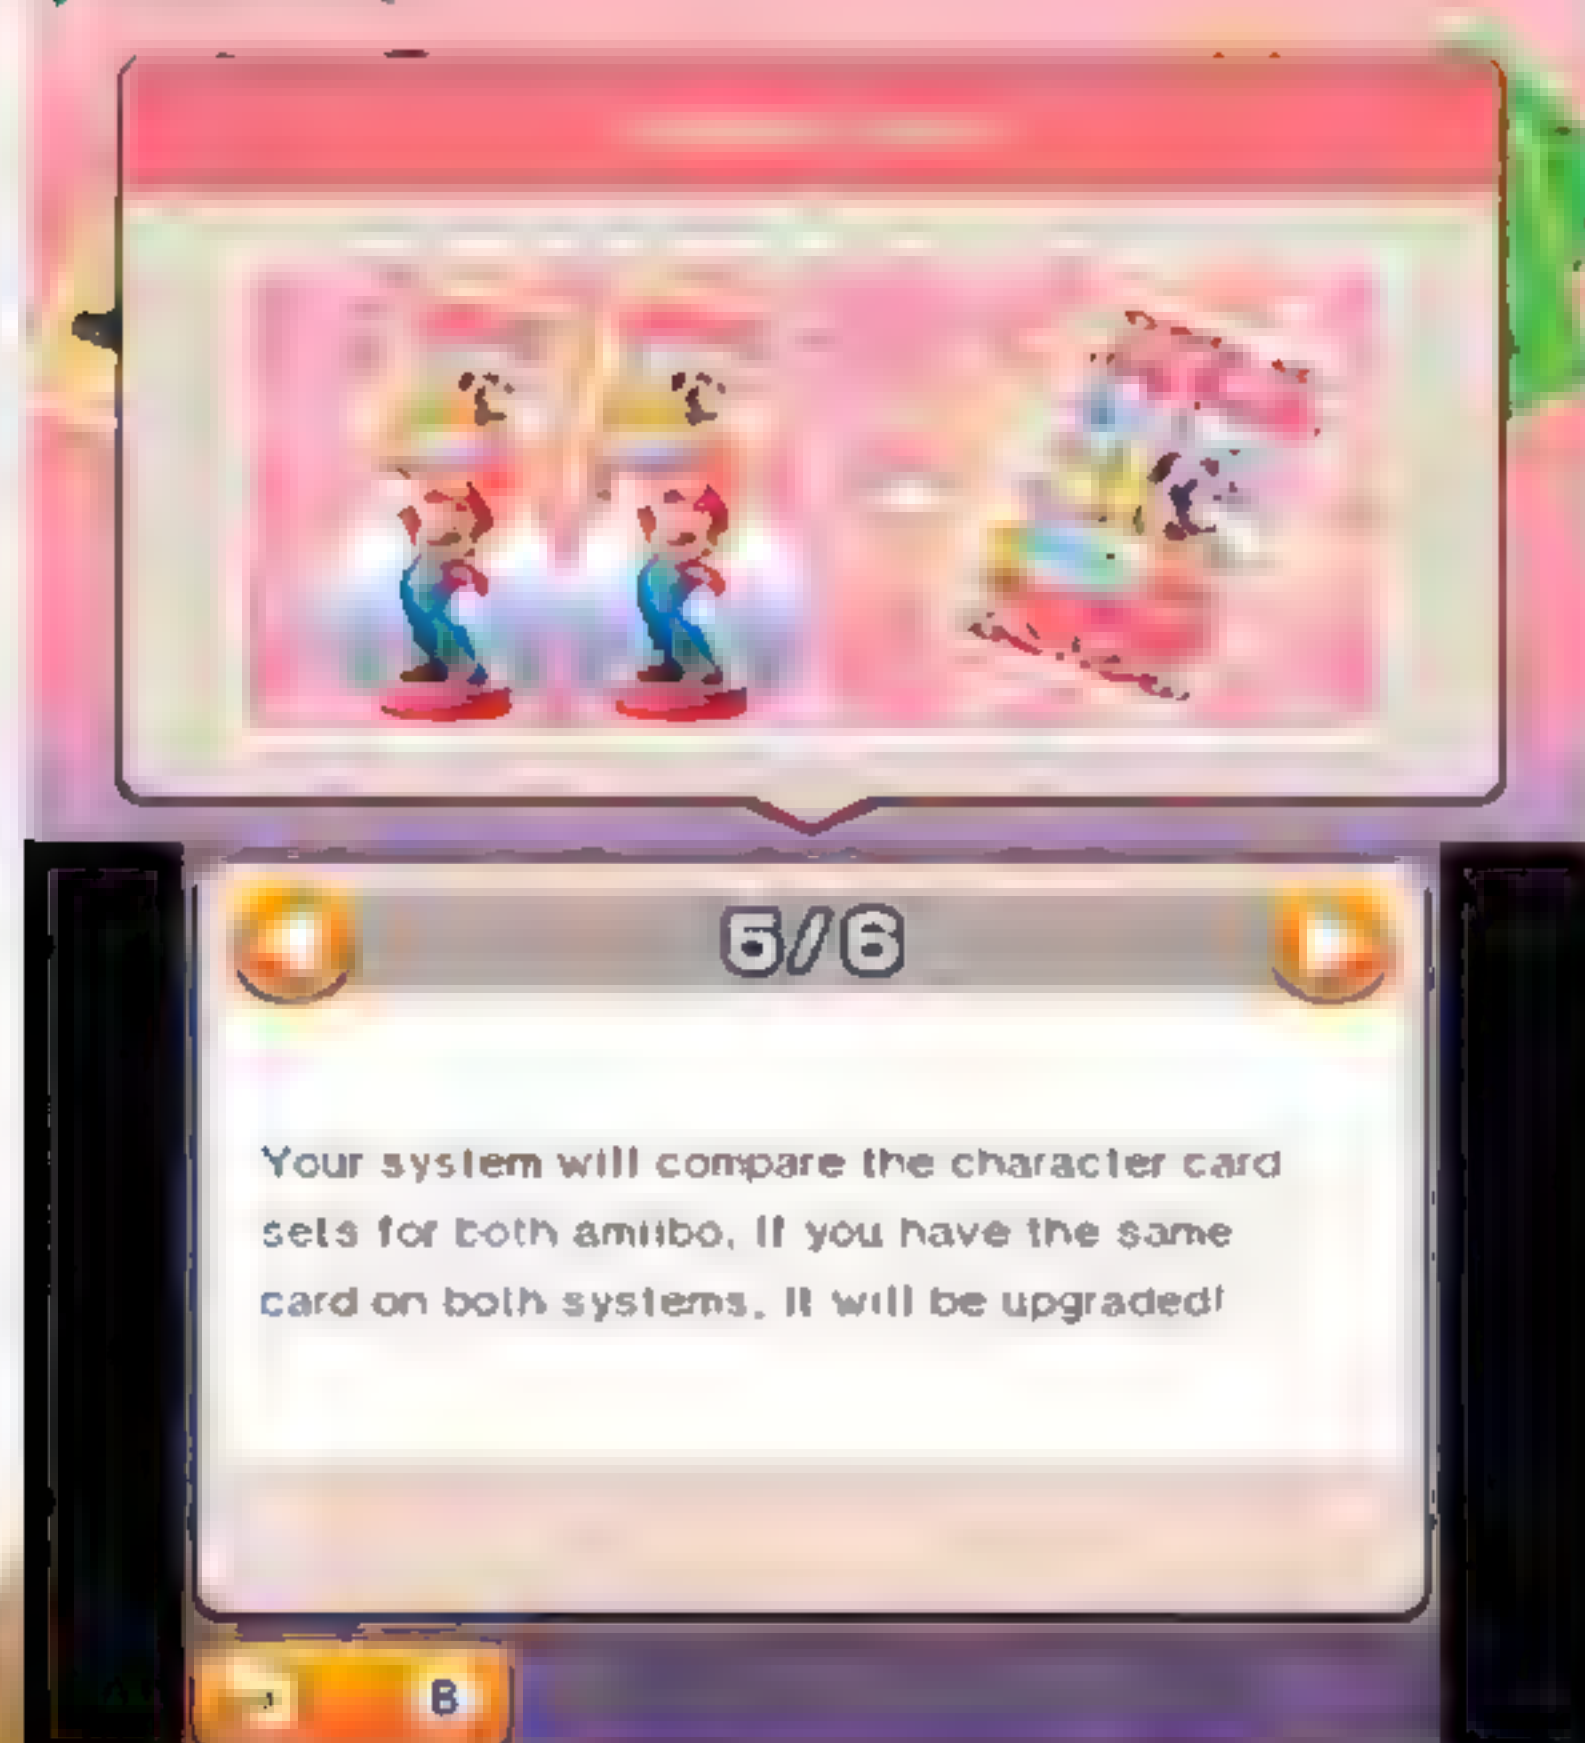 5/6
Your system will compare the character card
sets for both amiibo. If you have the same
card on both systems, it will be upgraded!
B